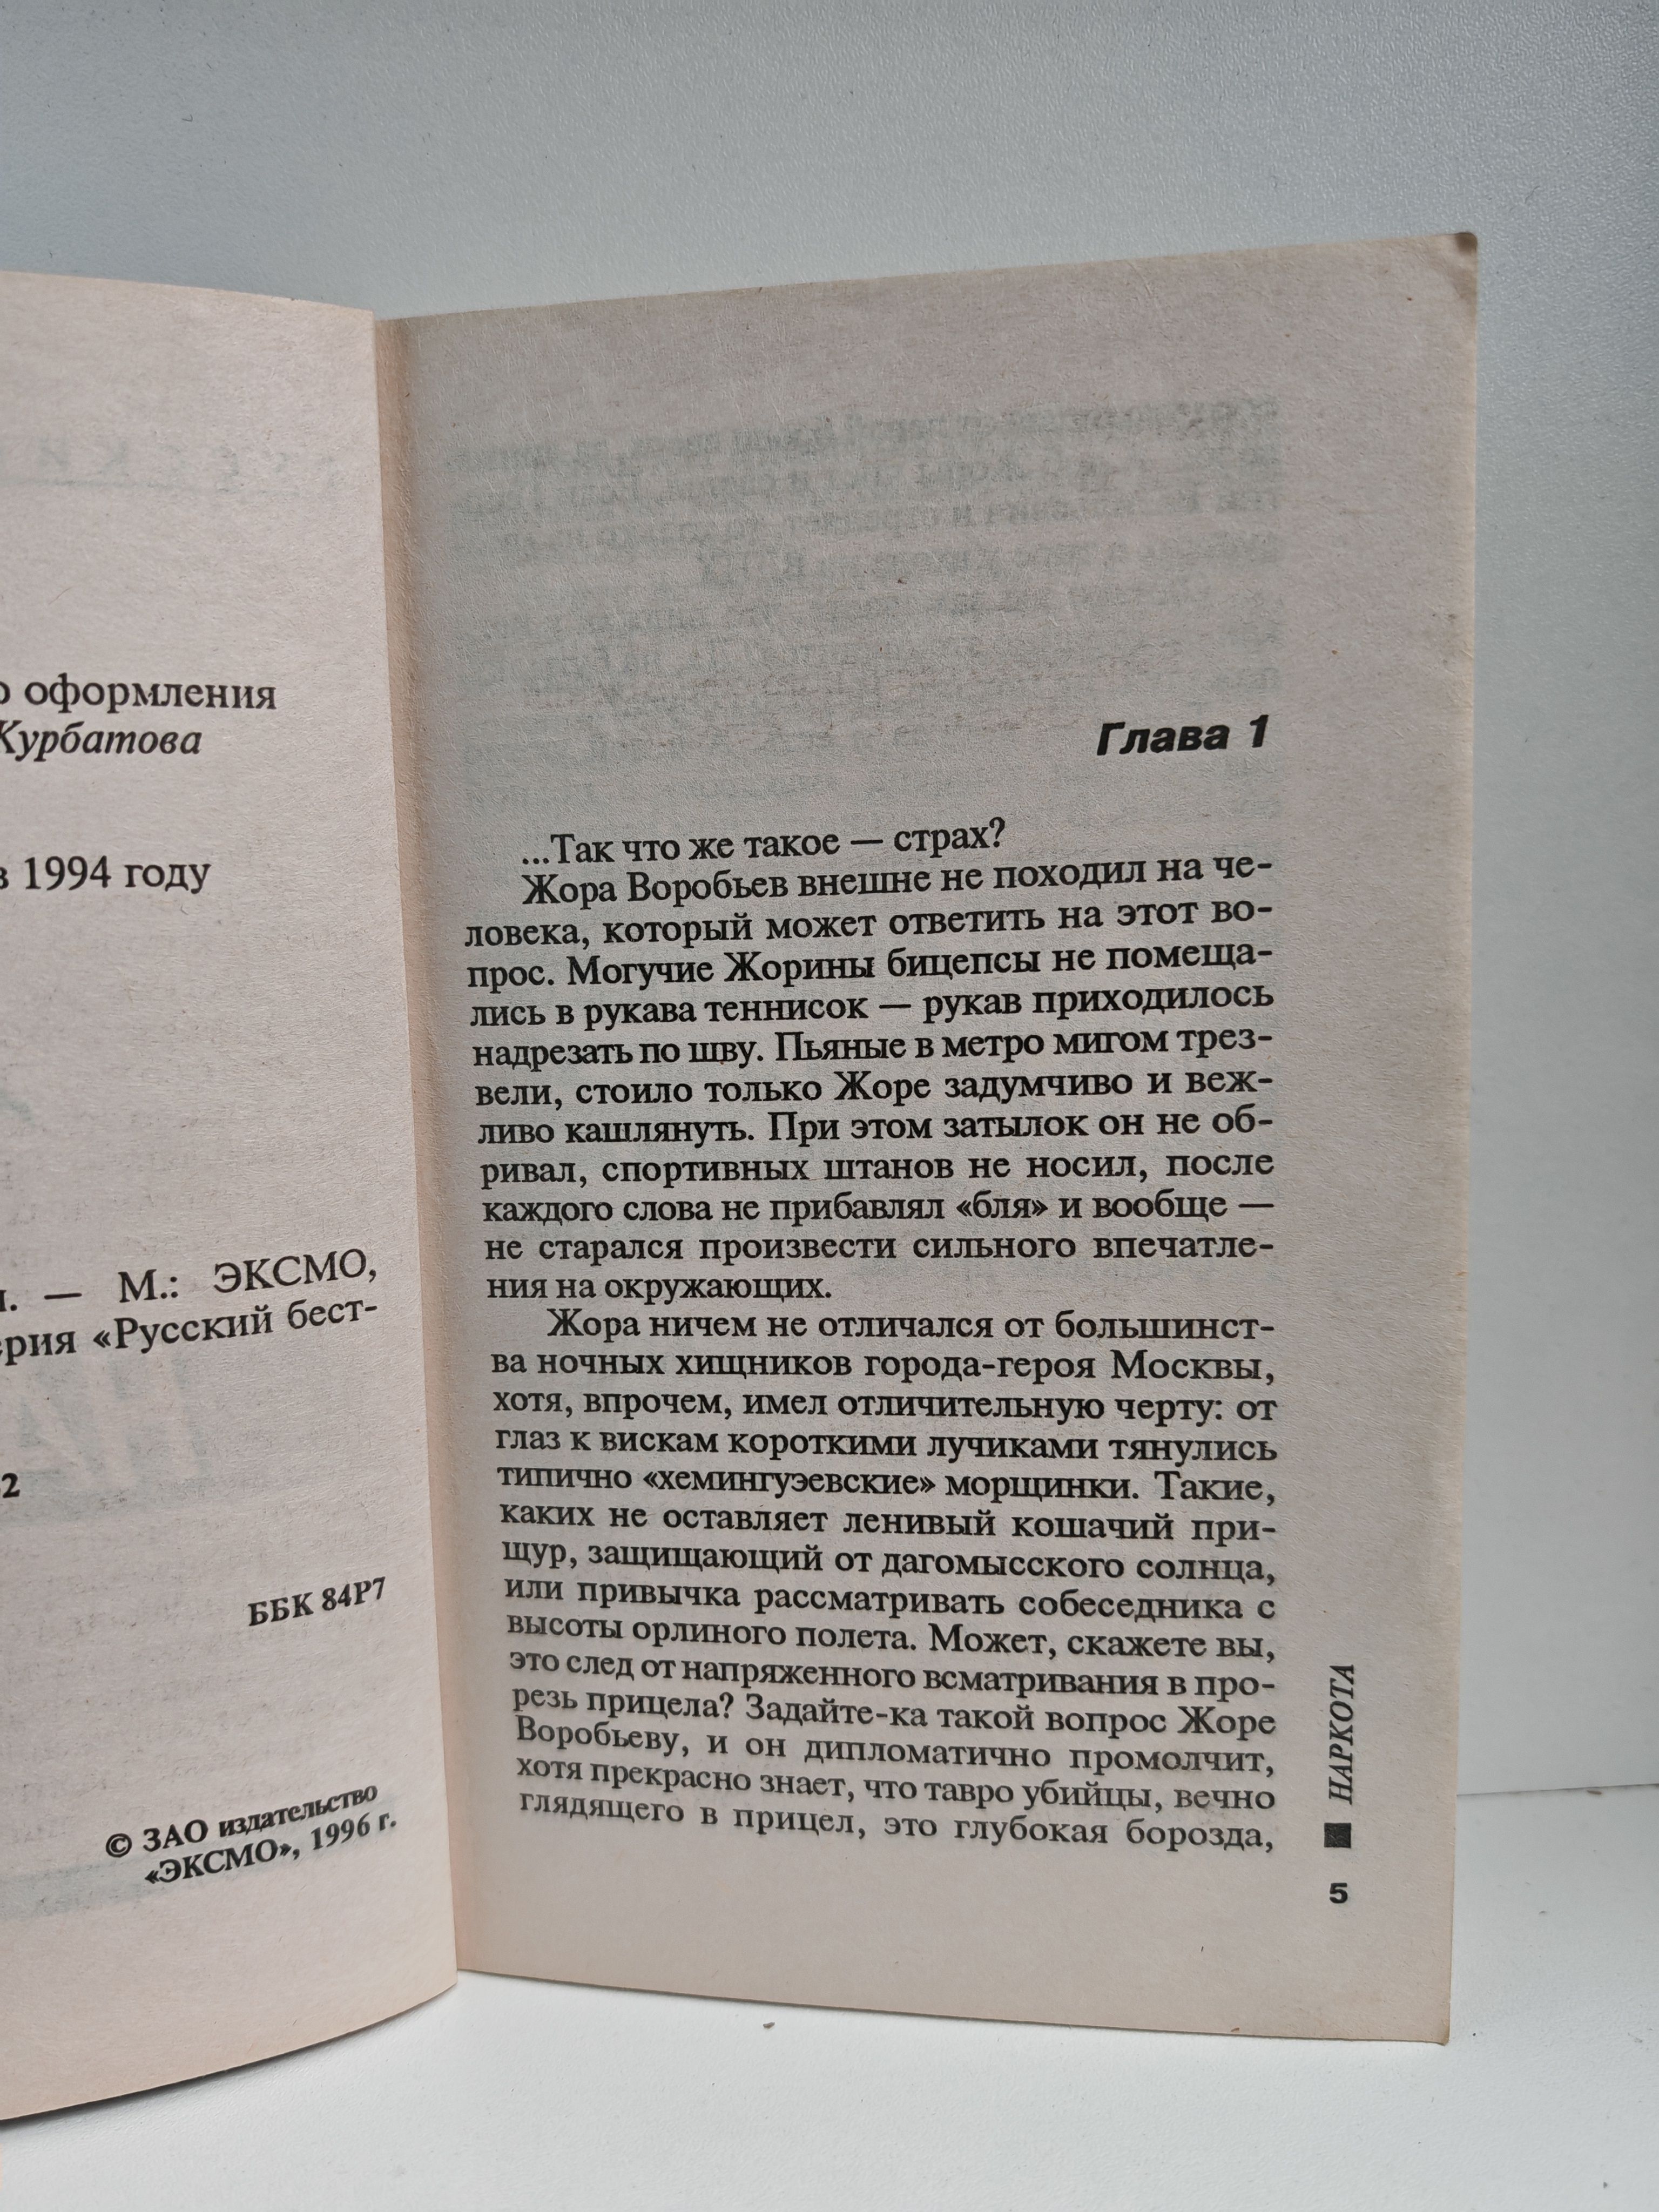 о оформления
Курбатова
в 1994 году
— М.: ЭКСМО,
ерия «Русский бест-
2
ББК 84Р7
© ЗАО издательство
«ЭКСМО», 1996 г.
Глава 1
...Так что же такое — страх?
Жора Воробьев внешне не походил на че-
ловека, который может ответить на этот во-
прос. Могучие Жорины бицепсы не помеща-
лись в рукава теннисок — рукав приходилось
надрезать по шву. Пьяные в метро мигом трез-
вели, стоило только Жоре задумчиво и веж-
ливо кашлянуть. При этом затылок он не об-
ривал, спортивных штанов не носил, после
каждого слова не прибавлял «бля» и вообще —
не старался произвести сильного впечатле-
ния на окружающих.
Жора ничем не отличался от большинст-
ва ночных хищников города-героя Москвы,
хотя, впрочем, имел отличительную черту: от
глаз к вискам короткими лучиками тянулись
типично «хемингуэевские» морщинки. Такие,
каких не оставляет ленивый кошачий при-
щур, защищающий от дагомысского солнца,
или привычка рассматривать собеседника с
высоты орлиного полета. Может, скажете вы,
это след от напряженного всматривания в про-
резь прицела? Задайте-ка такой вопрос Жоре
Воробьеву, и он дипломатично промолчит,
хотя прекрасно знает, что тавро убийцы, вечно
глядящего в прицел, это глубокая борозда,
НАРКОТА
5